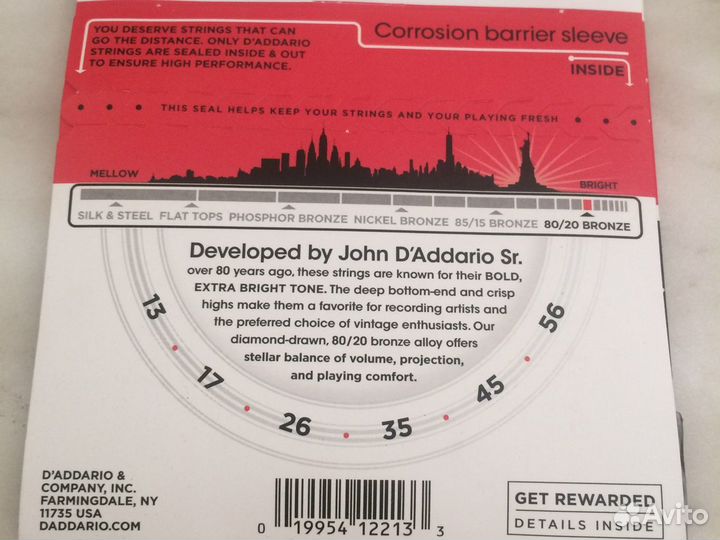 YOU DESERVE STRINGS THAT CAN
GO THE DISTANCE. ONLY D'ADDARIO
STRINGS ARE SEALED INSIDE & OUT
TO ENSURE HIGH PERFORMANCE.
Corrosion barrier sleeve
INSIDE
• • • THIS SEAL HELPS KEEP YOUR STRINGS AND YOUR PLAYING FRESH • • •
MELLOW
BRIGHT
SILK & STEEL FLAT TOPS PHOSPHOR BRONZE NICKEL BRONZE 85/15 BRONZE 80/20 BRONZE
Developed by John D'Addario Sr.
over 80 years ago, these strings are known for their BOLD,
EXTRA BRIGHT TONE. The deep bottom-end and crisp
highs make them a favorite for recording artists and
the preferred choice of vintage enthusiasts. Our
diamond-drawn, 80/20 bronze alloy offers
stellar balance of volume, projection,
and playing comfort.
13 • 17 • 26 • 35 • 45 • 56
D'ADDARIO &
COMPANY, INC.
FARMINGDALE, NY
11735 USA
DADDARIO.COM
0 19954 12213 3
GET REWARDED
DETAILS INSIDE
Avito